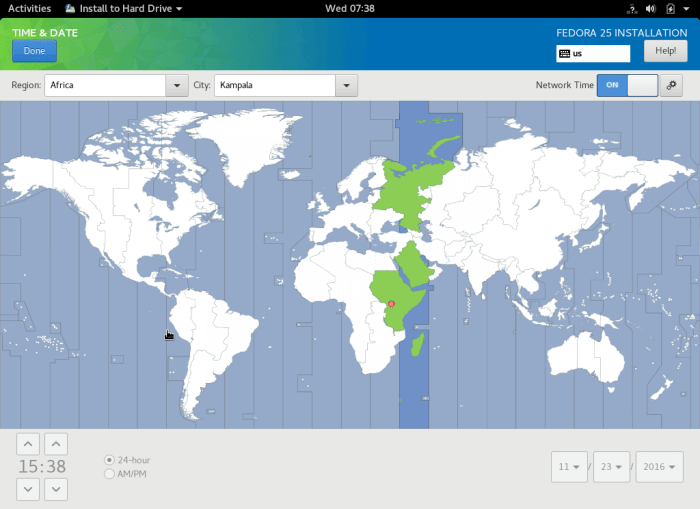 Activities Install to Hard Drive Wed 07:38
TIME & DATE FEDORA 25 INSTALLATION
Done us Help!
Region: Africa City: Kampala Network Time ON
15:38
24-hour
AM/PM
11 / 23 / 2016